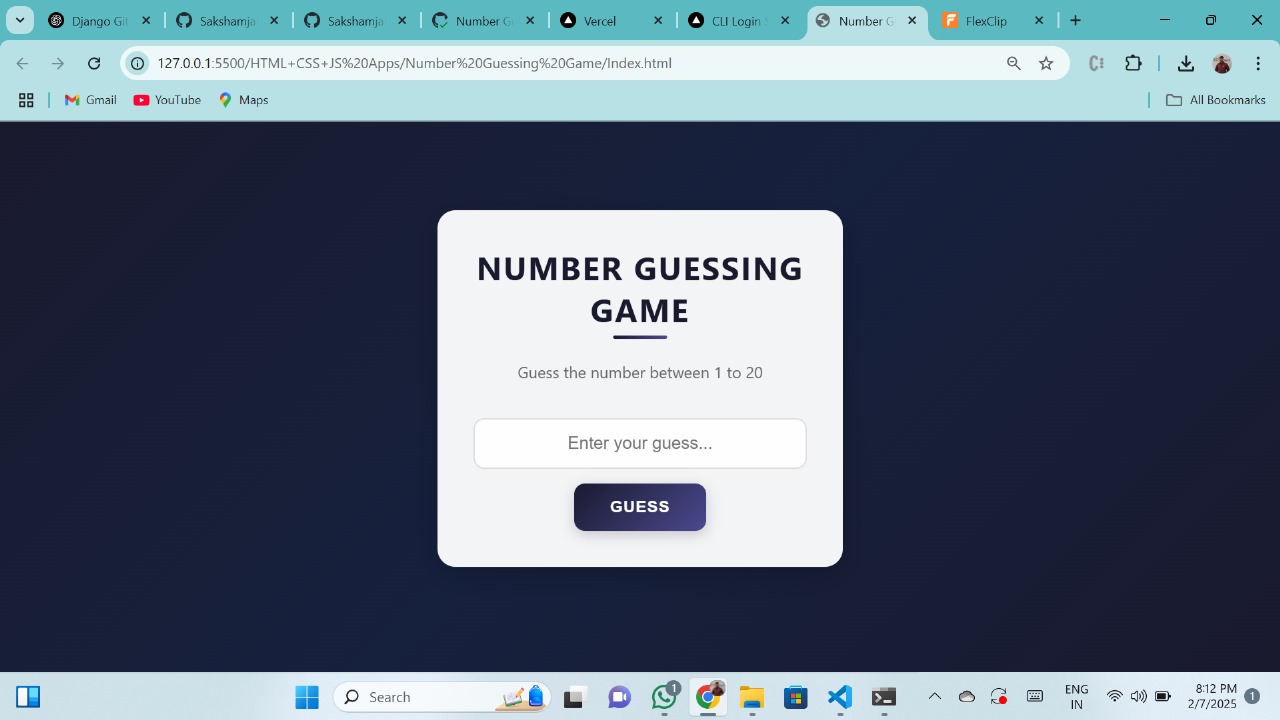 Django Git
Sakshamja
Sakshamja
Number Gu
Vercel
CLI Login S
Number G
FlexClip
127.0.0.1:5500/HTML+CSS+JS%20Apps/Number%20Guessing%20Game/Index.html
Gmail
YouTube
Maps
All Bookmarks
NUMBER GUESSING
GAME
Guess the number between 1 to 20
Enter your guess...
GUESS
Search
1
ENG
IN
8:12 PM
2/7/2025
1